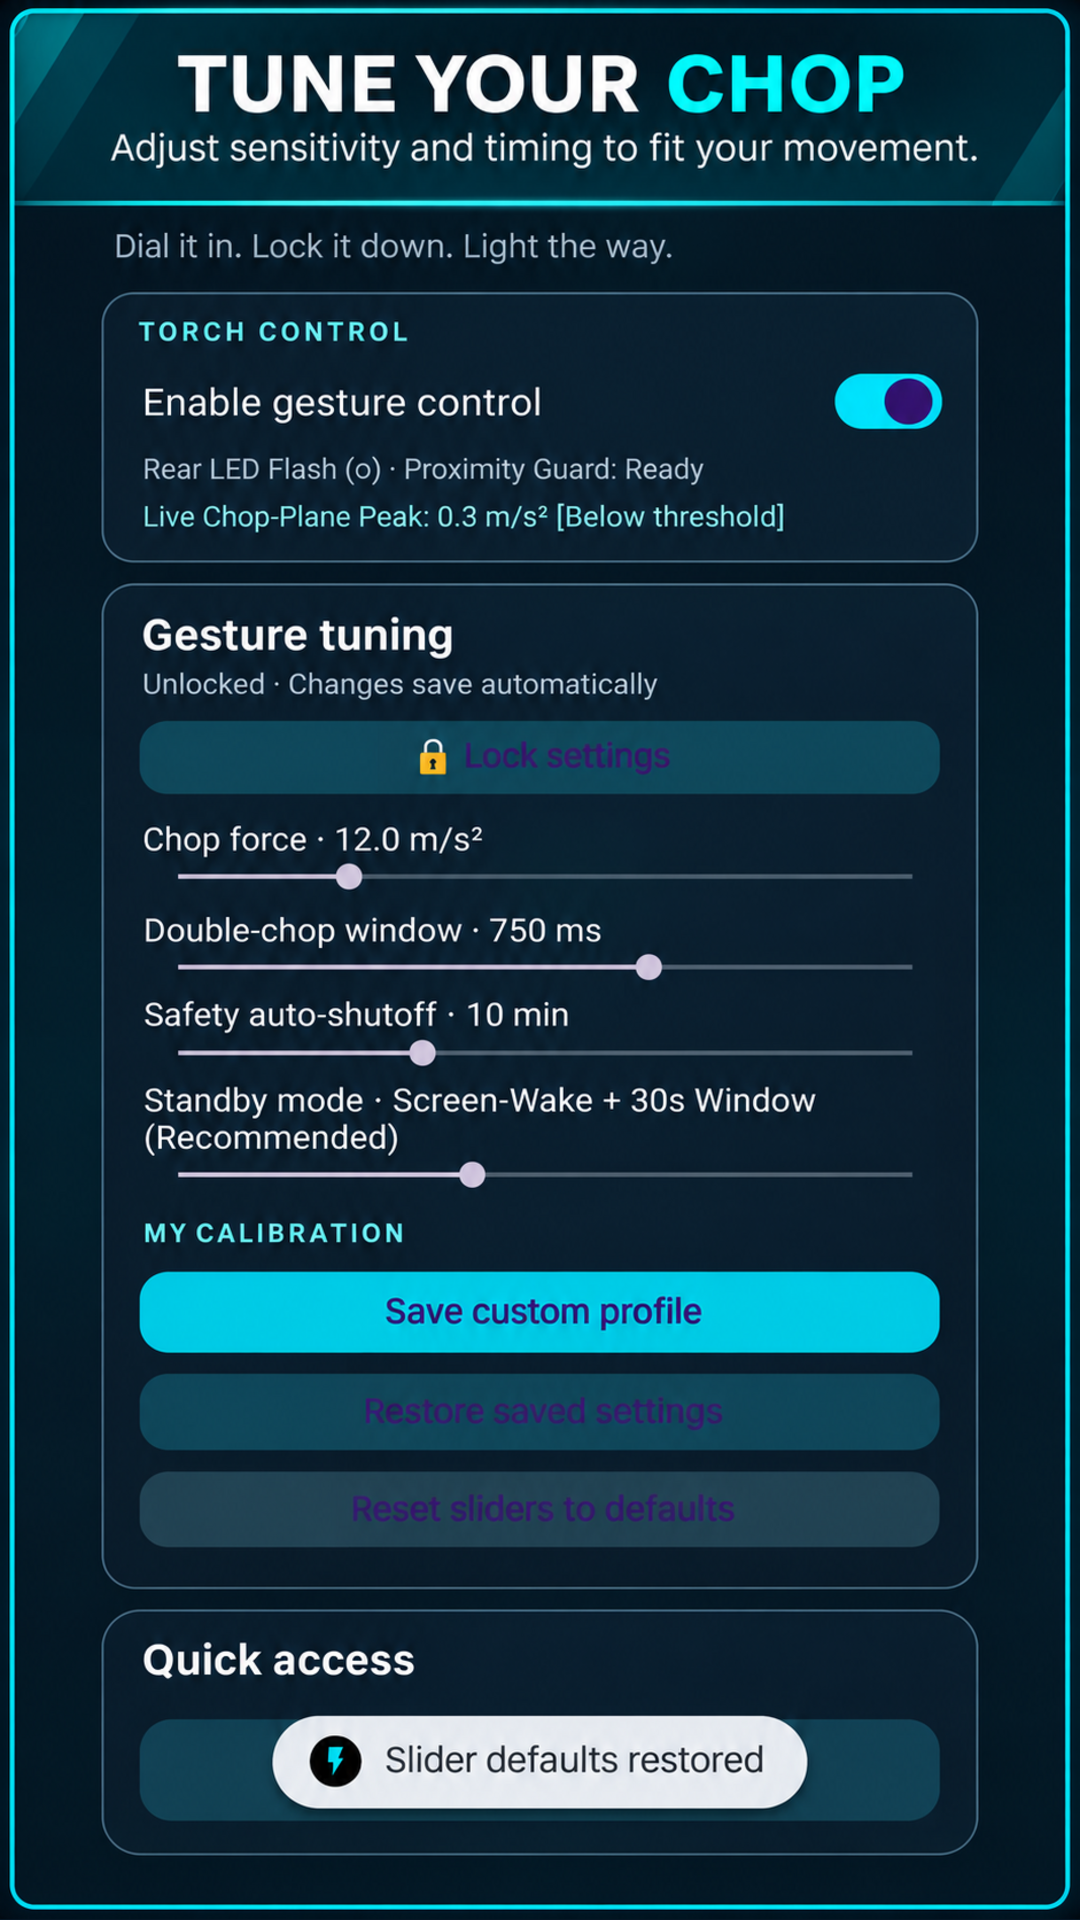 TUNE YOUR CHOP
Adjust sensitivity and timing to fit your movement.
Dial it in. Lock it down. Light the way.
TORCH CONTROL
Enable gesture control
Rear LED Flash (o) · Proximity Guard: Ready
Live Chop-Plane Peak: 0.3 m/s² [Below threshold]
Gesture tuning
Unlocked · Changes save automatically
🔒 Lock settings
Chop force · 12.0 m/s²
Double-chop window · 750 ms
Safety auto-shutoff · 10 min
Standby mode · Screen-Wake + 30s Window
(Recommended)
MY CALIBRATION
Save custom profile
Restore saved settings
Reset sliders to defaults
Quick access
Slider defaults restored